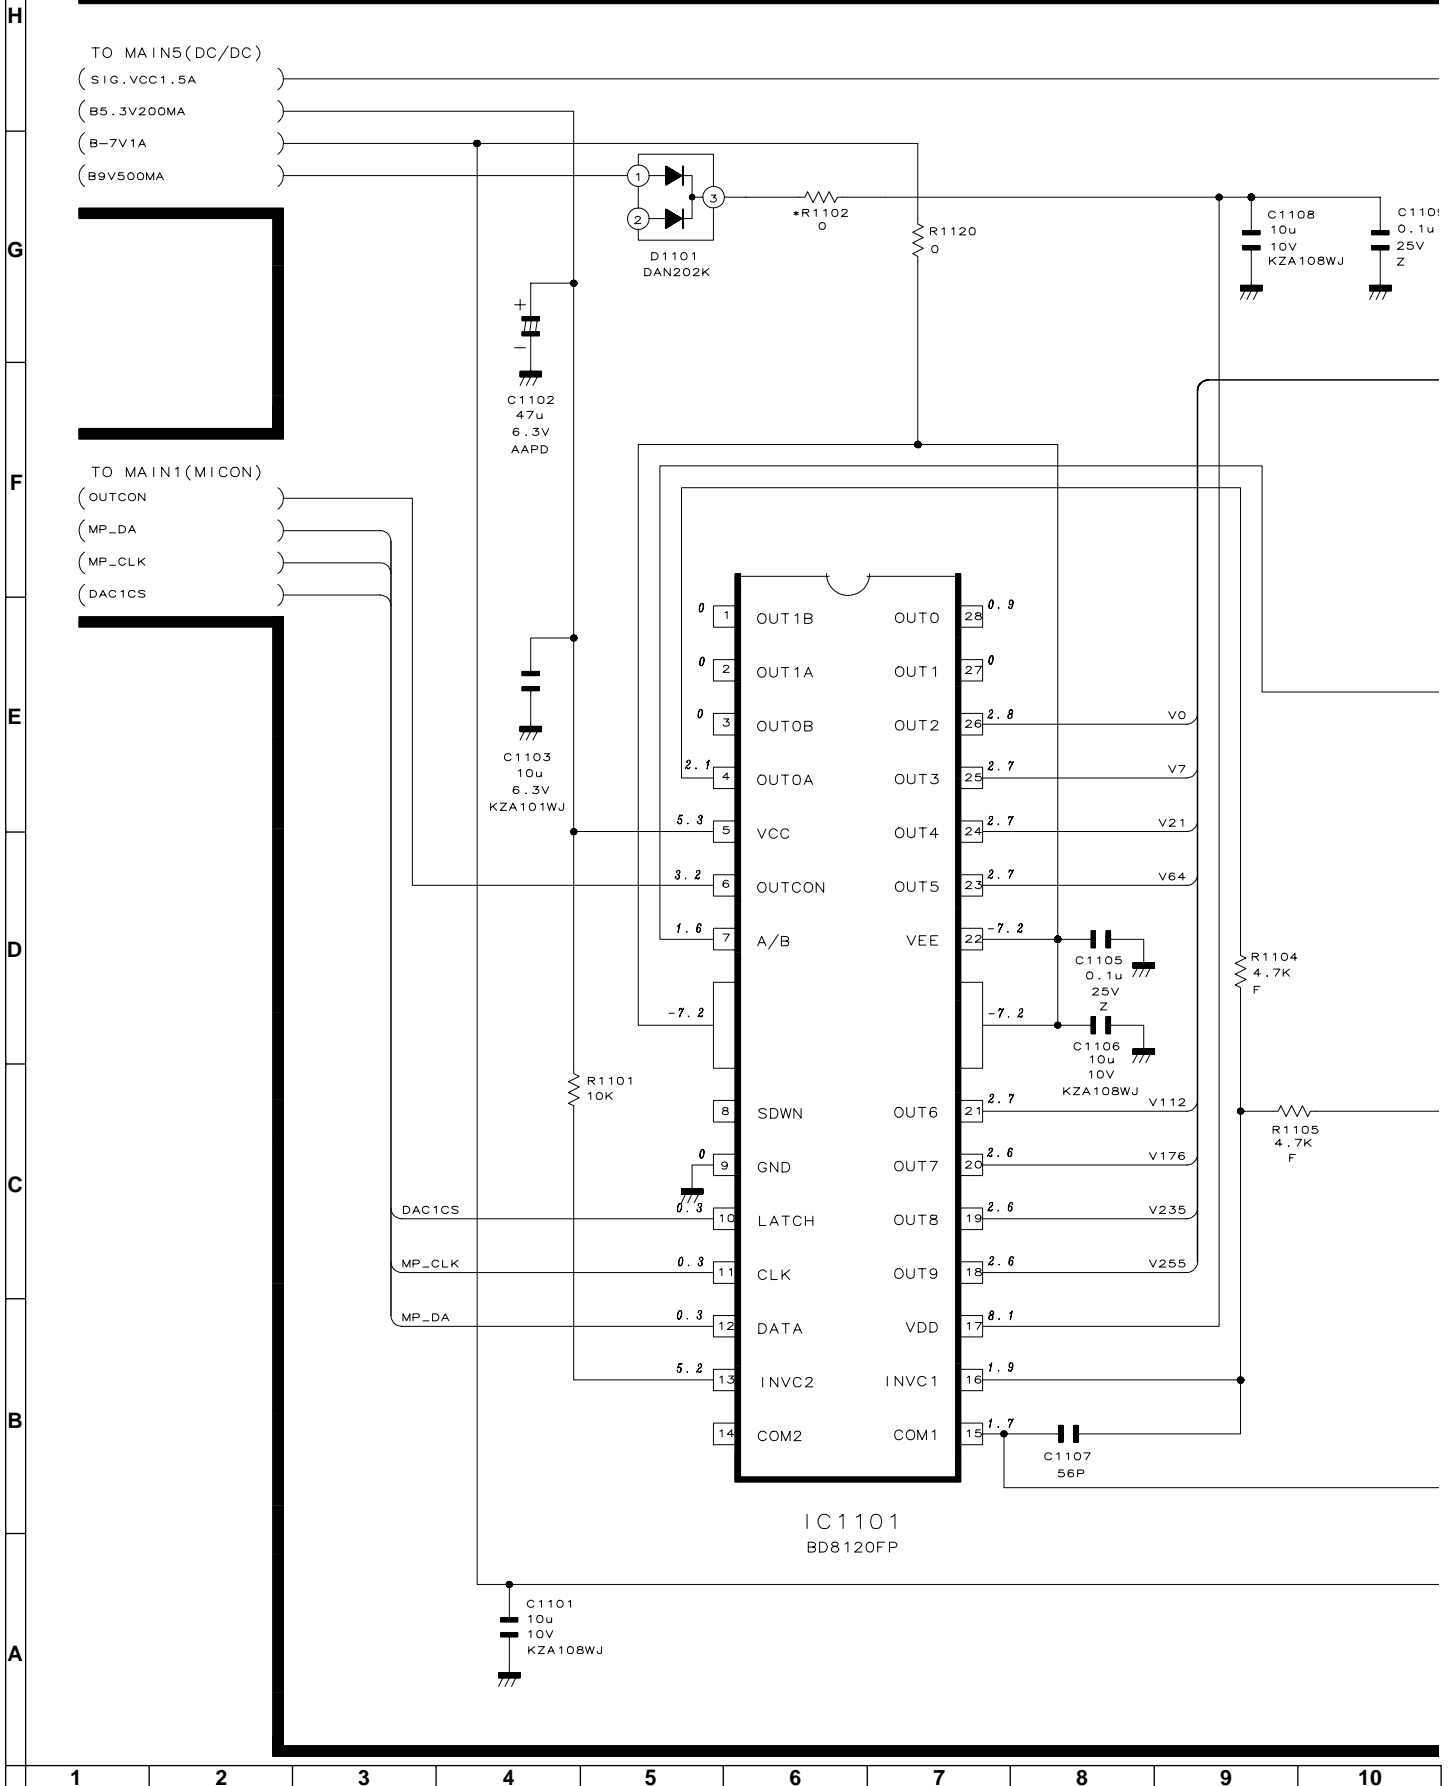 H
TO MAIN5(DC/DC)
SIG.VCC1.5A
B5.3V200MA
B-7V1A
B9V500MA
1
2
3
D1101
DAN202K
*R1102
0
R1120
0
C1108
10u
10V
KZA108WJ
0.1u
25V
Z
G
+
−
C1102
47u
6.3V
AAPD
F
TO MAIN1(MICON)
OUTCON
MP_DA
MP_CLK
DAC1CS
E
C1103
10u
6.3V
KZA101WJ
0 1 OUT1B OUT0 28 0.9
0 2 OUT1A OUT1 27 0
0 3 OUT0B OUT2 26 2.8 V0
2.1 4 OUT0A OUT3 25 2.7 V7
5.3 5 VCC OUT4 24 2.7 V21
3.2 6 OUTCON OUT5 23 2.7 V64
1.6 7 A/B VEE 22 -7.2
D
C1105
0.1u
25V
Z
R1104
4.7K
F
-7.2 -7.2
C1106
10u
10V
KZA108WJ
R1101
10K
8 SDWN OUT6 21 2.7 V112
R1105
4.7K
F
0 9 GND OUT7 20 2.6 V176
C
DAC1CS 0.3 10 LATCH OUT8 19 2.6 V235
MP_CLK 0.3 11 CLK OUT9 18 2.6 V255
MP_DA 0.3 12 DATA VDD 17 8.1
5.2 13 INVC2 INVC1 16 1.9
B
14 COM2 COM1 15 1.7
C1107
56P
IC1101
BD8120FP
C1101
10u
10V
KZA108WJ
A
1 2 3 4 5 6 7 8 9 10